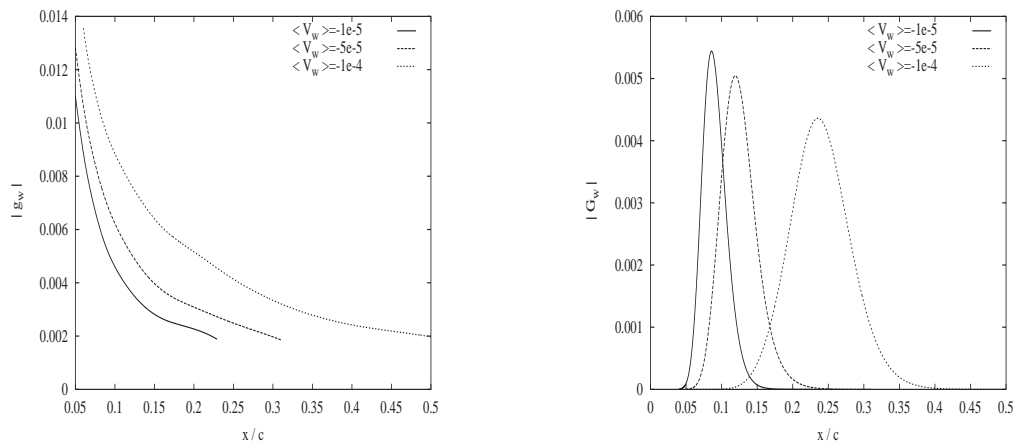 0.014
0.012
0.01
0.008
0.006
0.004
0.002
0
| g_w |
0.05 0.1 0.15 0.2 0.25 0.3 0.35 0.4 0.45 0.5
x / c
< V_w >=-1e-5
< V_w >=-5e-5
< V_w >=-1e-4
0.006
0.005
0.004
0.003
0.002
0.001
0
| G_w |
0 0.05 0.1 0.15 0.2 0.25 0.3 0.35 0.4 0.45 0.5
x / c
< V_w >=-1e-5
< V_w >=-5e-5
< V_w >=-1e-4